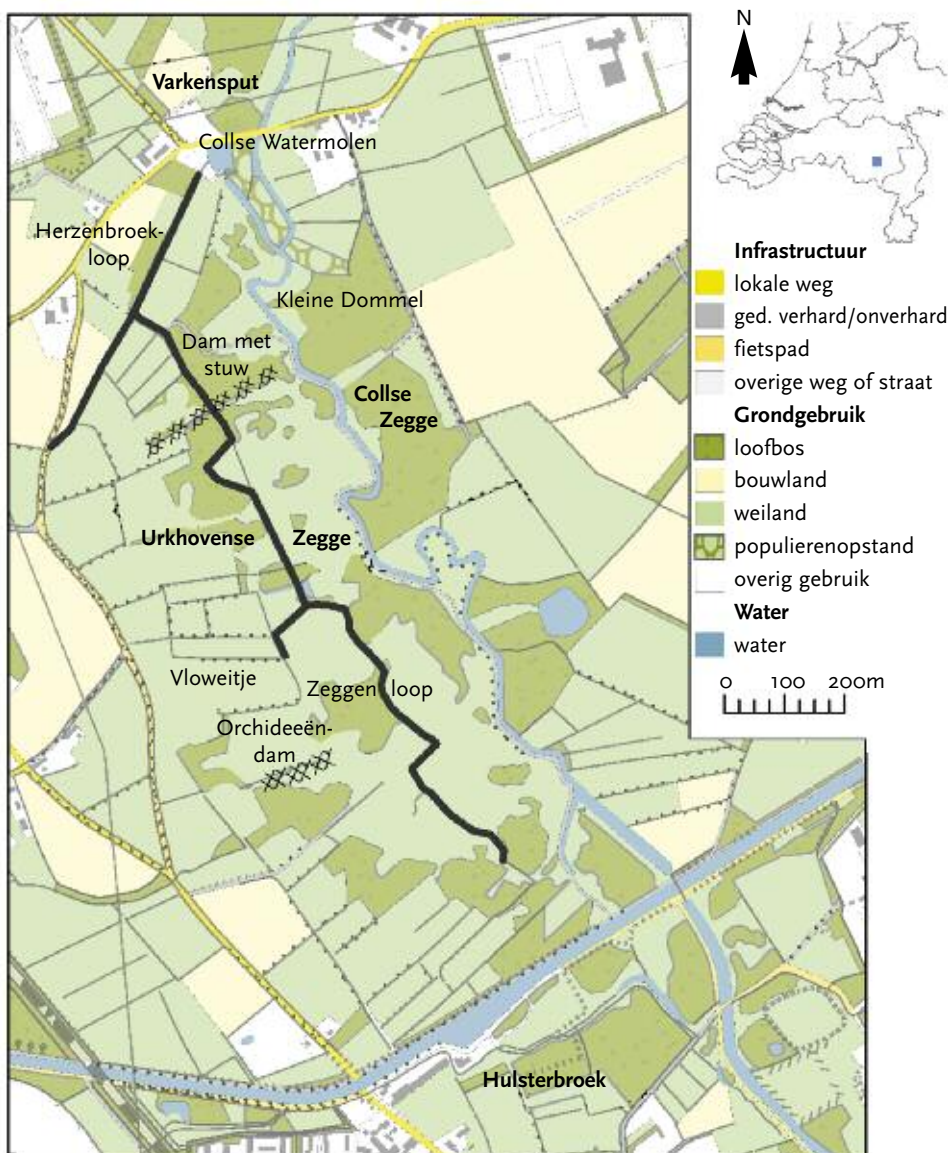 Varkensput
Collse Watermolen
Herzenbroek-
loop
Kleine Dommel
Dam met
stuw
Collse
Zegge
Urkhovense Zegge
Vloweitje
Zeggen loop
Orchideeën-
dam
Hulsterbroek
N
Infrastructuur
lokale weg
ged. verhard/onverhard
fietspad
overige weg of straat
Grondgebruik
loofbos
bouwland
weiland
populierenopstand
overig gebruik
Water
water
0 100 200m